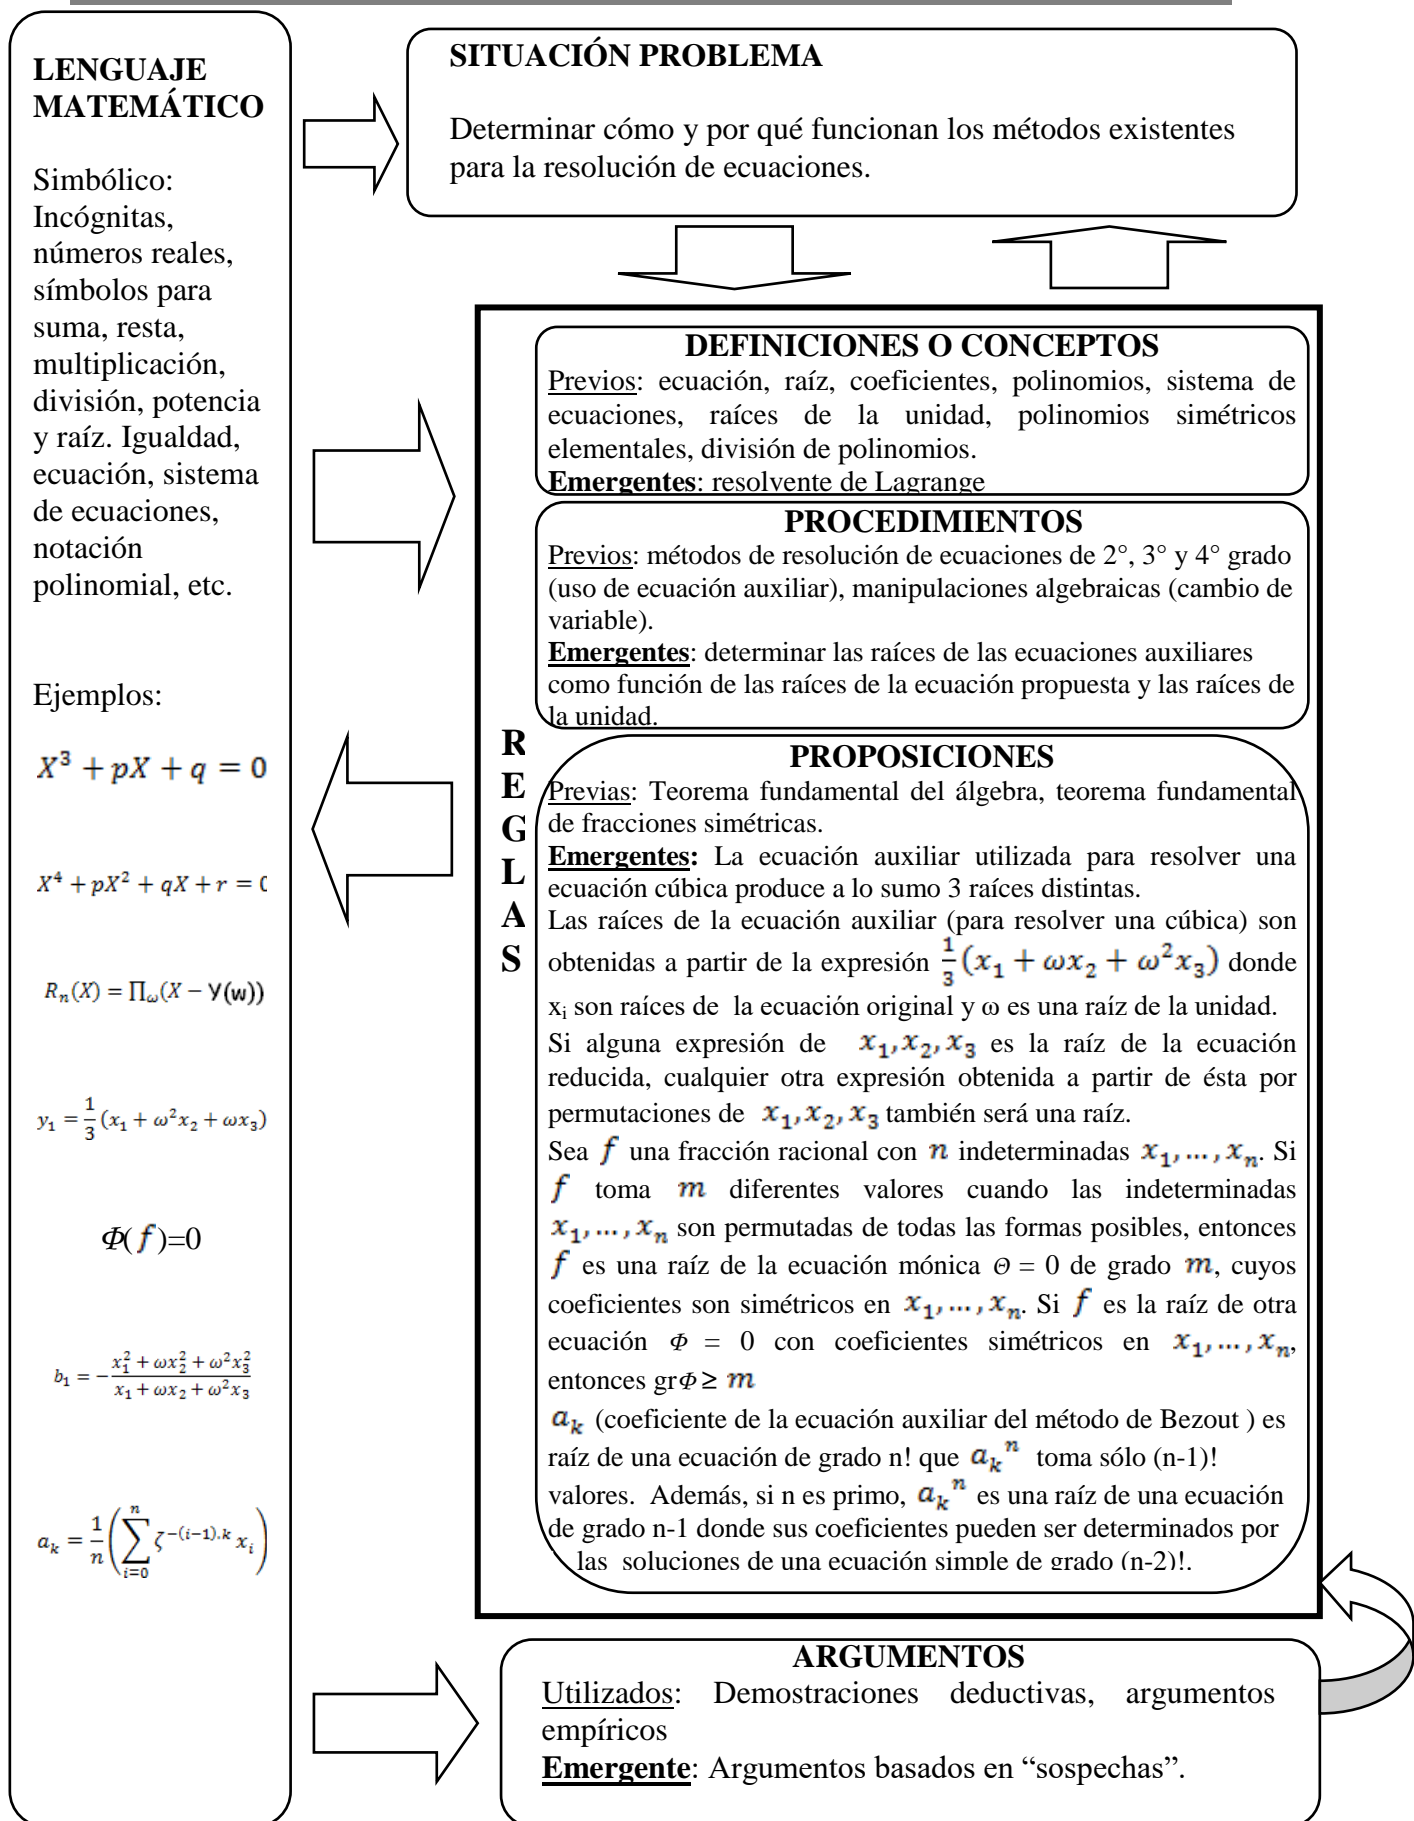 LENGUAJE
MATEMÁTICO
Simbólico:
Incógnitas,
números reales,
símbolos para
suma, resta,
multiplicación,
división, potencia
y raíz. Igualdad,
ecuación, sistema
de ecuaciones,
notación
polinomial, etc.
Ejemplos:
X³ + pX + q = 0
X⁴ + pX² + qX + r = 0
Rₙ(X) = ∏_ω(X − Y(w))
y₁ = 1/3 (x₁ + ω²x₂ + ωx₃)
Φ(f)=0
b₁ = − (x₁² + ωx₂² + ω²x₃²)/(x₁ + ωx₂ + ω²x₃)
a_k = 1/n (∑_{i=0}^{n} ζ^{−(i−1).k} x_i)
SITUACIÓN PROBLEMA
Determinar cómo y por qué funcionan los métodos existentes
para la resolución de ecuaciones.
REGLAS
DEFINICIONES O CONCEPTOS
Previos: ecuación, raíz, coeficientes, polinomios, sistema de
ecuaciones, raíces de la unidad, polinomios simétricos
elementales, división de polinomios.
Emergentes: resolvente de Lagrange
PROCEDIMIENTOS
Previos: métodos de resolución de ecuaciones de 2°, 3° y 4° grado
(uso de ecuación auxiliar), manipulaciones algebraicas (cambio de
variable).
Emergentes: determinar las raíces de las ecuaciones auxiliares
como función de las raíces de la ecuación propuesta y las raíces de
la unidad.
PROPOSICIONES
Previas: Teorema fundamental del álgebra, teorema fundamental
de fracciones simétricas.
Emergentes: La ecuación auxiliar utilizada para resolver una
ecuación cúbica produce a lo sumo 3 raíces distintas.
Las raíces de la ecuación auxiliar (para resolver una cúbica) son
obtenidas a partir de la expresión 1/3 (x₁ + ωx₂ + ω²x₃) donde
xᵢ son raíces de la ecuación original y ω es una raíz de la unidad.
Si alguna expresión de x₁, x₂, x₃ es la raíz de la ecuación
reducida, cualquier otra expresión obtenida a partir de ésta por
permutaciones de x₁, x₂, x₃ también será una raíz.
Sea f una fracción racional con n indeterminadas x₁, … , xₙ. Si
f toma m diferentes valores cuando las indeterminadas
x₁, … , xₙ son permutadas de todas las formas posibles, entonces
f es una raíz de la ecuación mónica Θ = 0 de grado m, cuyos
coeficientes son simétricos en x₁, … , xₙ. Si f es la raíz de otra
ecuación Φ = 0 con coeficientes simétricos en x₁, … , xₙ,
entonces grΦ ≥ m
a_k (coeficiente de la ecuación auxiliar del método de Bezout ) es
raíz de una ecuación de grado n! que a_kⁿ toma sólo (n-1)!
valores. Además, si n es primo, a_kⁿ es una raíz de una ecuación
de grado n-1 donde sus coeficientes pueden ser determinados por
las soluciones de una ecuación simple de grado (n-2)!.
ARGUMENTOS
Utilizados: Demostraciones deductivas, argumentos
empíricos
Emergente: Argumentos basados en “sospechas”.